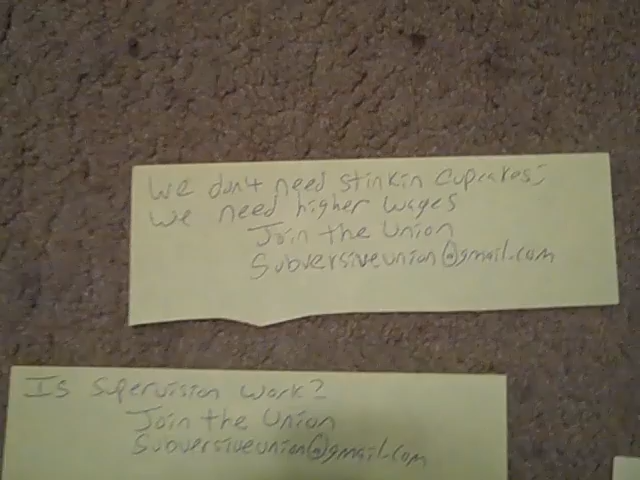 We don't need stinkin cupcakes;
We need higher wages
Join the Union
Subversiveunion@gmail.com
Is supervision work?
Join the Union
Subversiveunion@gmail.com